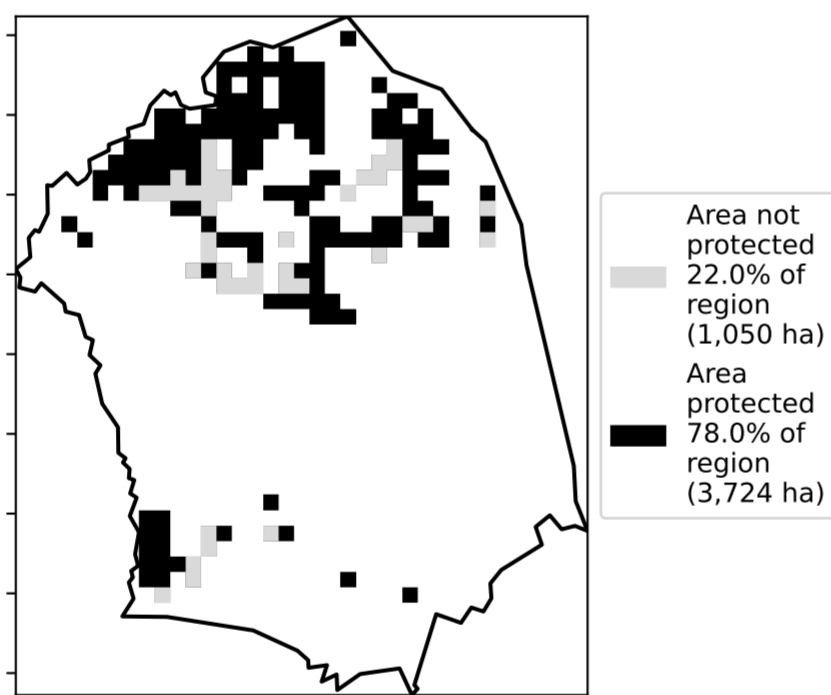 Area not
protected
22.0% of
region
(1,050 ha)
Area
protected
78.0% of
region
(3,724 ha)